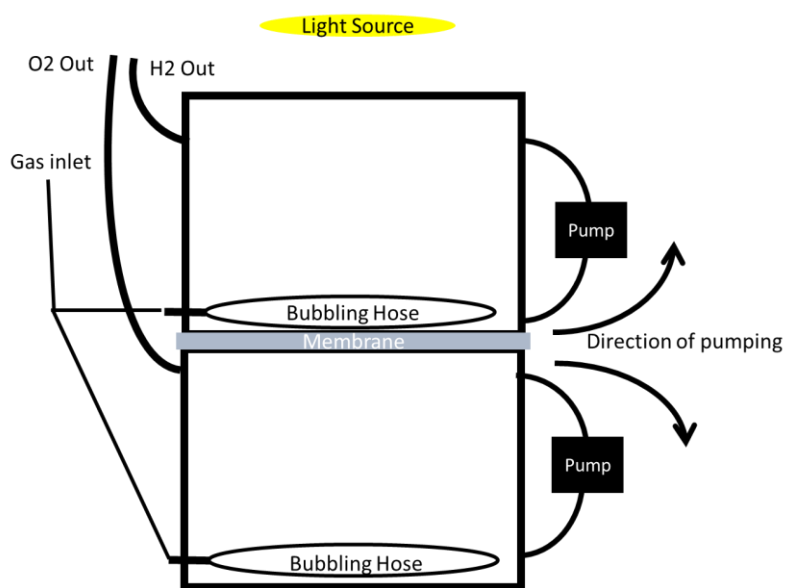 Light Source
O2 Out
H2 Out
Gas inlet
Pump
Bubbling Hose
Membrane
Direction of pumping
Pump
Bubbling Hose